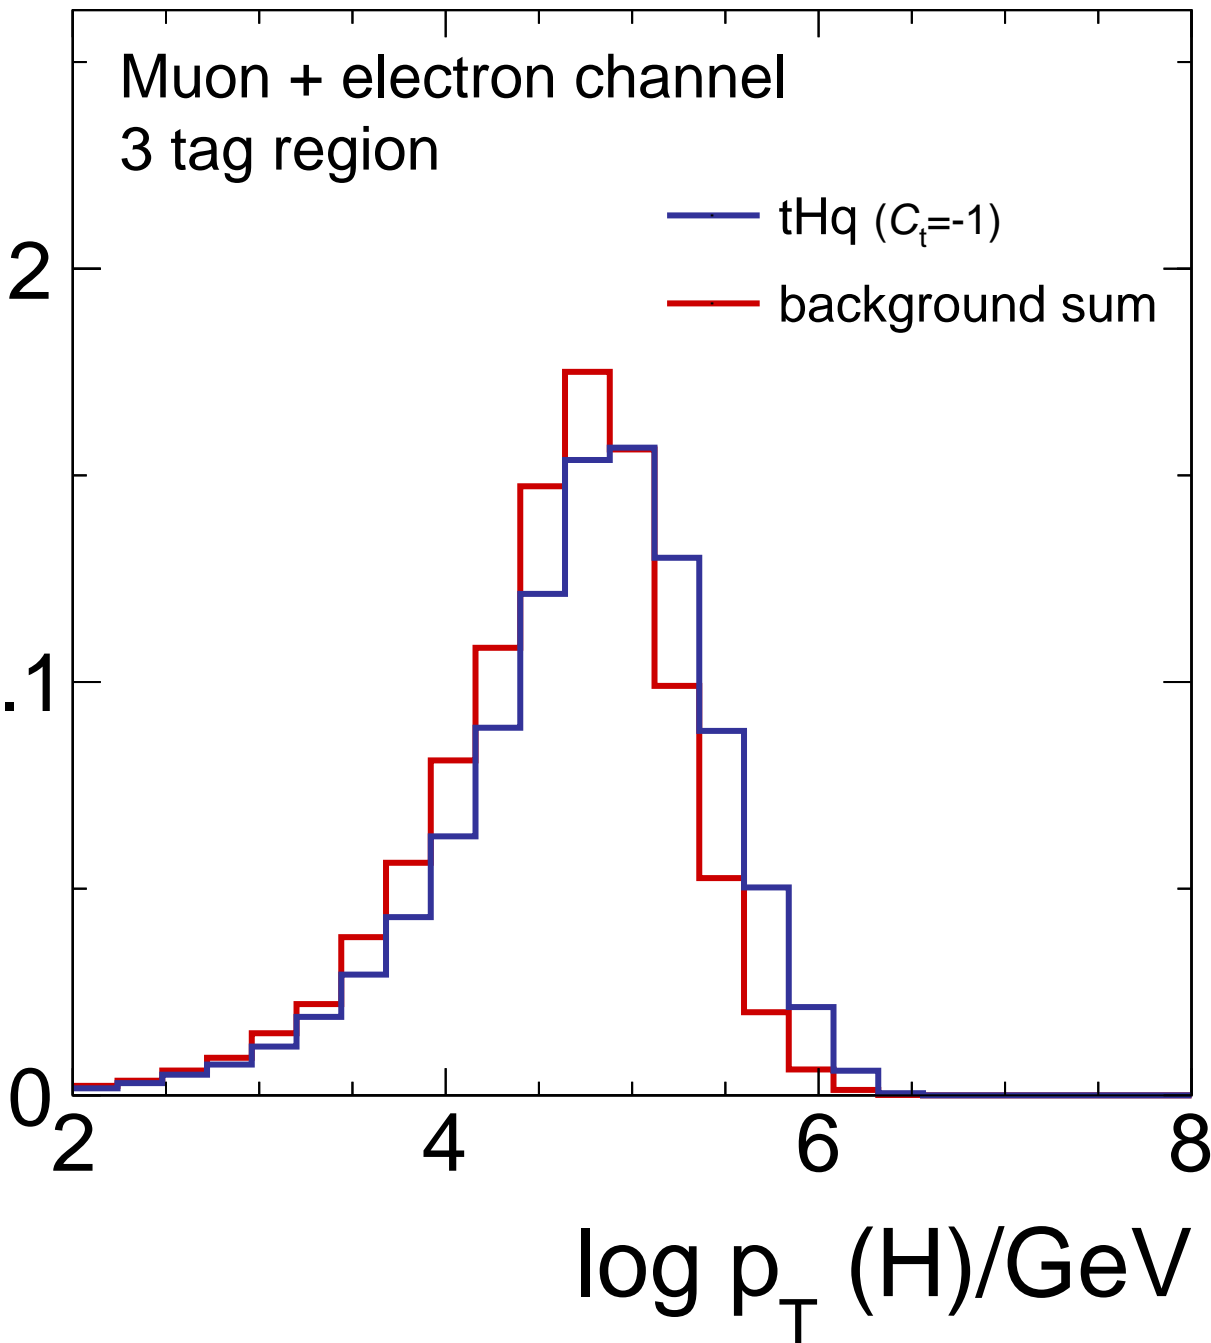 Muon + electron channel
3 tag region
tHq (Ct=-1)
background sum
2
.1
0
2 4 6 8
log pT (H)/GeV